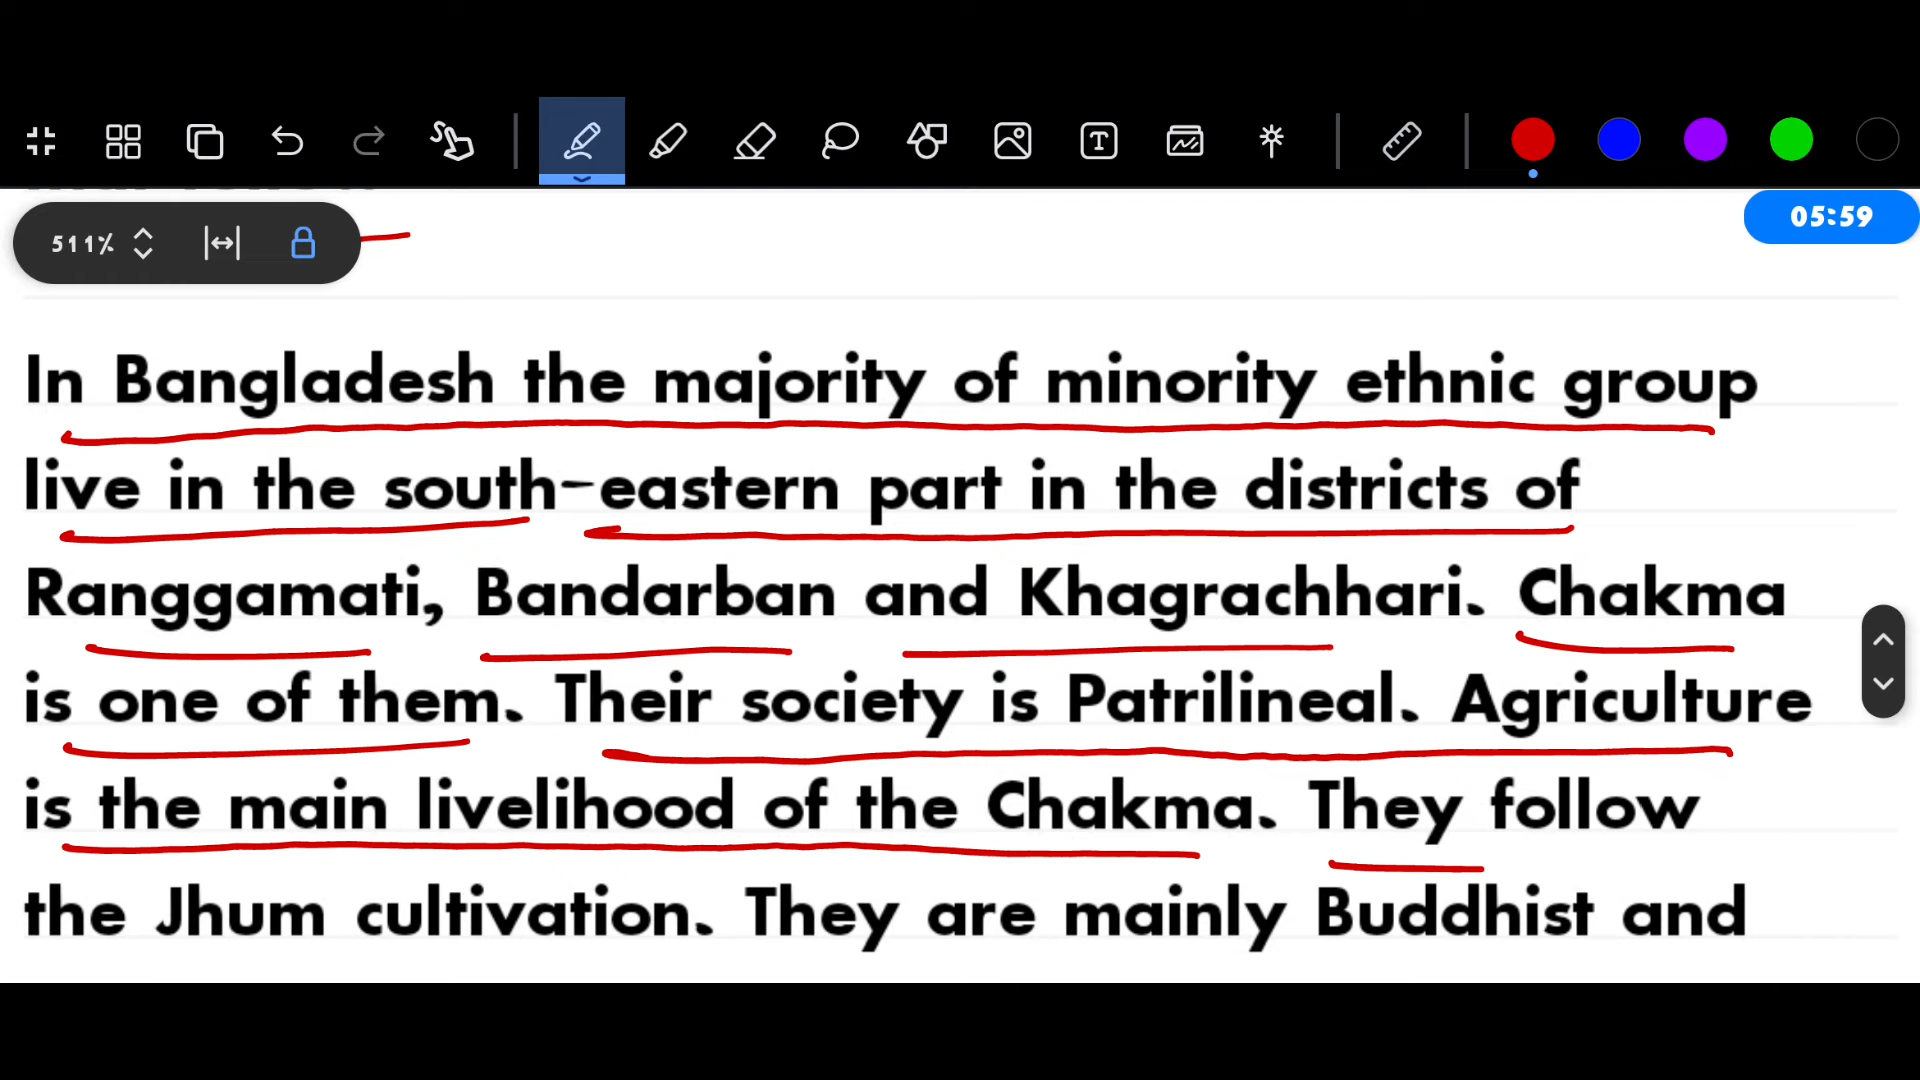 511%
05:59
In Bangladesh the majority of minority ethnic group
live in the south-eastern part in the districts of
Ranggamati, Bandarban and Khagrachhari. Chakma
is one of them. Their society is Patrilineal. Agriculture
is the main livelihood of the Chakma. They follow
the Jhum cultivation. They are mainly Buddhist and